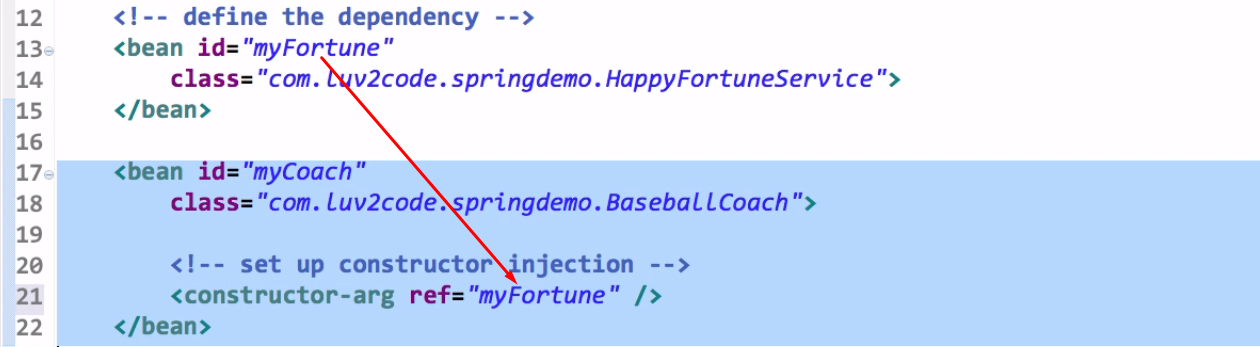 12 <!-- define the dependency -->
13 <bean id="myFortune"
14 class="com.luv2code.springdemo.HappyFortuneService">
15 </bean>
16
17 <bean id="myCoach"
18 class="com.luv2code.springdemo.BaseballCoach">
19
20 <!-- set up constructor injection -->
21 <constructor-arg ref="myFortune" />
22 </bean>